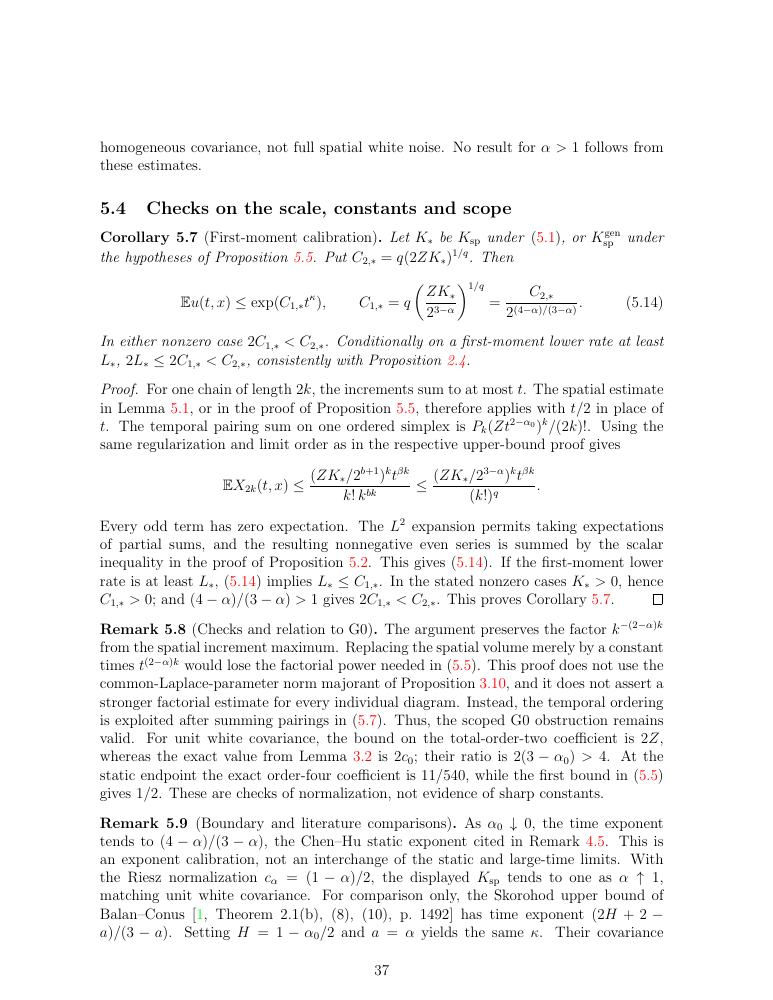 homogeneous covariance, not full spatial white noise. No result for α > 1 follows from
these estimates.
5.4 Checks on the scale, constants and scope
Corollary 5.7 (First-moment calibration). Let K∗ be K_sp under (5.1), or K_sp^gen under
the hypotheses of Proposition 5.5. Put C_{2,∗} = q(2ZK∗)^{1/q}. Then
𝔼u(t, x) ≤ exp(C_{1,∗}t^κ), C_{1,∗} = q (ZK∗/2^{3−α})^{1/q} = C_{2,∗}/2^{(4−α)/(3−α)}. (5.14)
In either nonzero case 2C_{1,∗} < C_{2,∗}. Conditionally on a first-moment lower rate at least
L∗, 2L∗ ≤ 2C_{1,∗} < C_{2,∗}, consistently with Proposition 2.4.
Proof. For one chain of length 2k, the increments sum to at most t. The spatial estimate
in Lemma 5.1, or in the proof of Proposition 5.5, therefore applies with t/2 in place of
t. The temporal pairing sum on one ordered simplex is P_k(Zt^{2−α_0})^k/(2k)!. Using the
same regularization and limit order as in the respective upper-bound proof gives
𝔼X_{2k}(t, x) ≤ (ZK∗/2^{b+1})^k t^{βk}/(k! k^{bk}) ≤ (ZK∗/2^{3−α})^k t^{βk}/(k!)^q.
Every odd term has zero expectation. The L² expansion permits taking expectations
of partial sums, and the resulting nonnegative even series is summed by the scalar
inequality in the proof of Proposition 5.2. This gives (5.14). If the first-moment lower
rate is at least L∗, (5.14) implies L∗ ≤ C_{1,∗}. In the stated nonzero cases K∗ > 0, hence
C_{1,∗} > 0; and (4 − α)/(3 − α) > 1 gives 2C_{1,∗} < C_{2,∗}. This proves Corollary 5.7. □
Remark 5.8 (Checks and relation to G0). The argument preserves the factor k^{−(2−α)k}
from the spatial increment maximum. Replacing the spatial volume merely by a constant
times t^{(2−α)k} would lose the factorial power needed in (5.5). This proof does not use the
common-Laplace-parameter norm majorant of Proposition 3.10, and it does not assert a
stronger factorial estimate for every individual diagram. Instead, the temporal ordering
is exploited after summing pairings in (5.7). Thus, the scoped G0 obstruction remains
valid. For unit white covariance, the bound on the total-order-two coefficient is 2Z,
whereas the exact value from Lemma 3.2 is 2c_0; their ratio is 2(3 − α_0) > 4. At the
static endpoint the exact order-four coefficient is 11/540, while the first bound in (5.5)
gives 1/2. These are checks of normalization, not evidence of sharp constants.
Remark 5.9 (Boundary and literature comparisons). As α_0 ↓ 0, the time exponent
tends to (4 − α)/(3 − α), the Chen–Hu static exponent cited in Remark 4.5. This is
an exponent calibration, not an interchange of the static and large-time limits. With
the Riesz normalization c_α = (1 − α)/2, the displayed K_sp tends to one as α ↑ 1,
matching unit white covariance. For comparison only, the Skorohod upper bound of
Balan–Conus [1, Theorem 2.1(b), (8), (10), p. 1492] has time exponent (2H + 2 −
a)/(3 − a). Setting H = 1 − α_0/2 and a = α yields the same κ. Their covariance
37